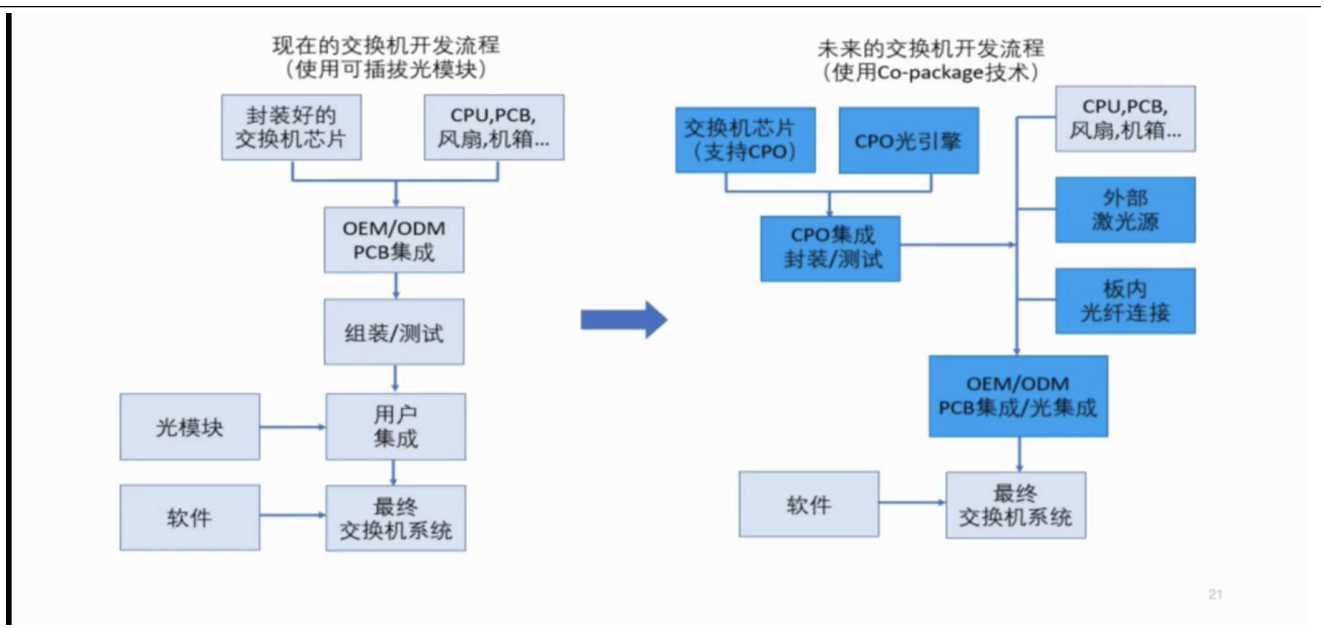 现在的交换机开发流程
（使用可插拔光模块）
封装好的
交换机芯片
CPU,PCB,
风扇,机箱...
OEM/ODM
PCB集成
组装/测试
光模块
用户
集成
软件
最终
交换机系统
未来的交换机开发流程
（使用Co-package技术）
交换机芯片
（支持CPO）
CPO光引擎
CPU,PCB,
风扇,机箱...
外部
激光源
CPO集成
封装/测试
板内
光纤连接
OEM/ODM
PCB集成/光集成
软件
最终
交换机系统
21